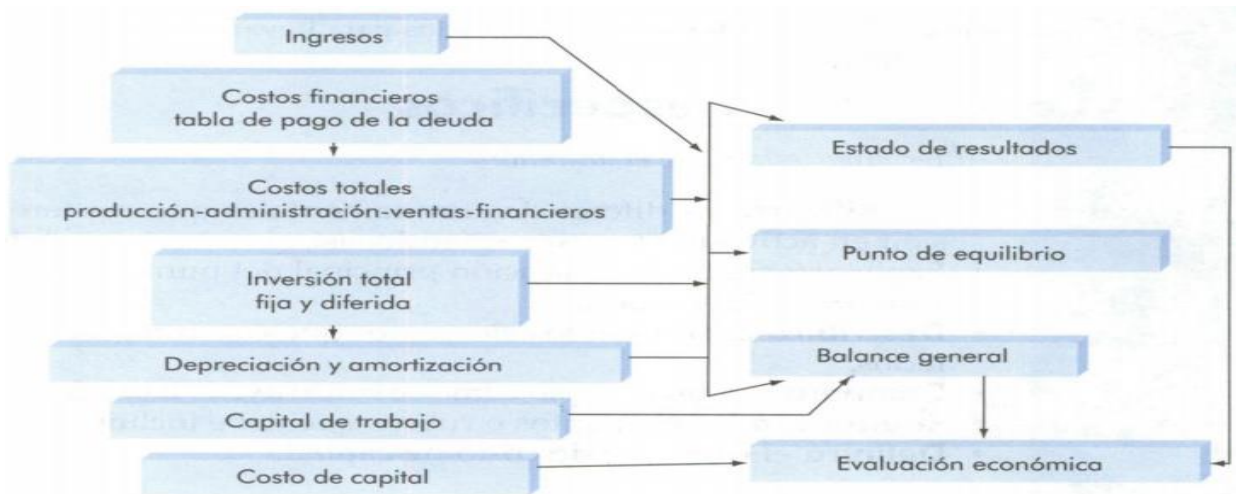 Ingresos
Costos financieros
tabla de pago de la deuda
Costos totales
producción-administración-ventas-financieros
Inversión total
fija y diferida
Depreciación y amortización
Capital de trabajo
Costo de capital
Estado de resultados
Punto de equilibrio
Balance general
Evaluación económica